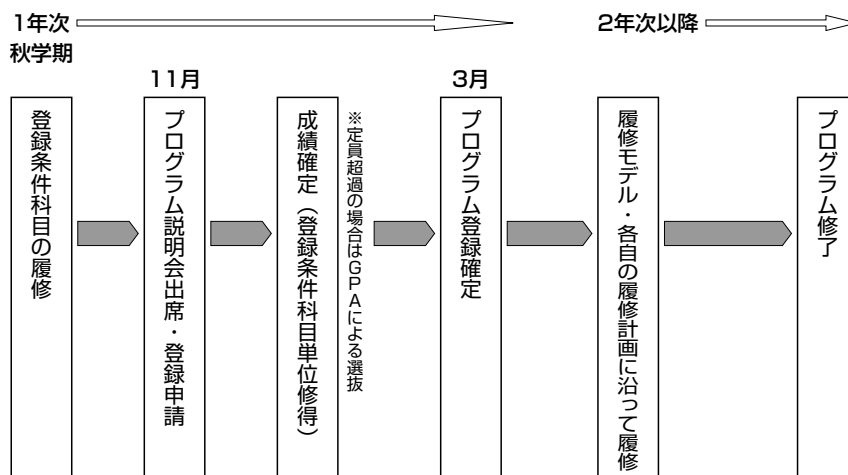 1年次
2年次以降
秋学期
11月
3月
登録条件科目の履修
プログラム説明会出席・登録申請
成績確定（登録条件科目単位修得）
※定員超過の場合はGPAによる選抜
プログラム登録確定
履修モデル・各自の履修計画に沿って履修
プログラム修了